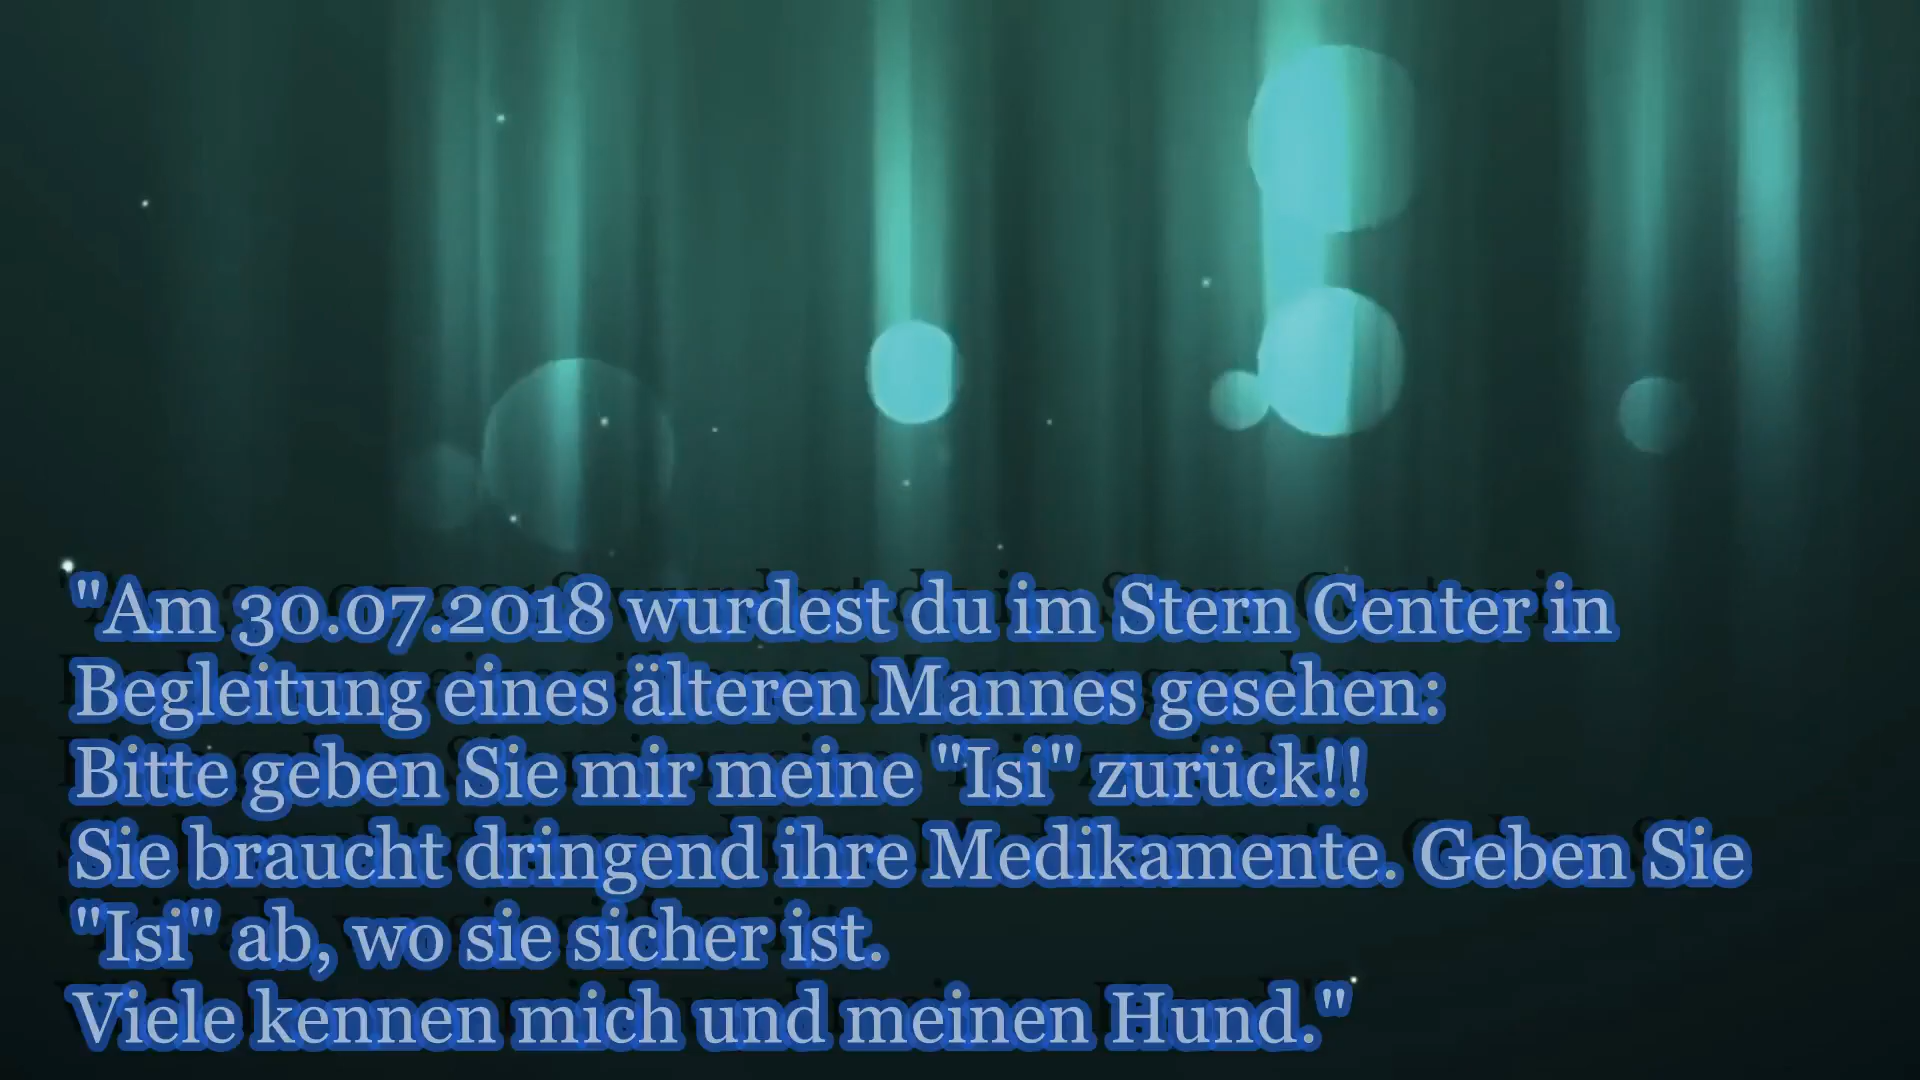 "Am 30.07.2018 wurdest du im Stern Center in
Begleitung eines älteren Mannes gesehen:
Bitte geben Sie mir meine "Isi" zurück!!
Sie braucht dringend ihre Medikamente. Geben Sie
"Isi" ab, wo sie sicher ist.
Viele kennen mich und meinen Hund."